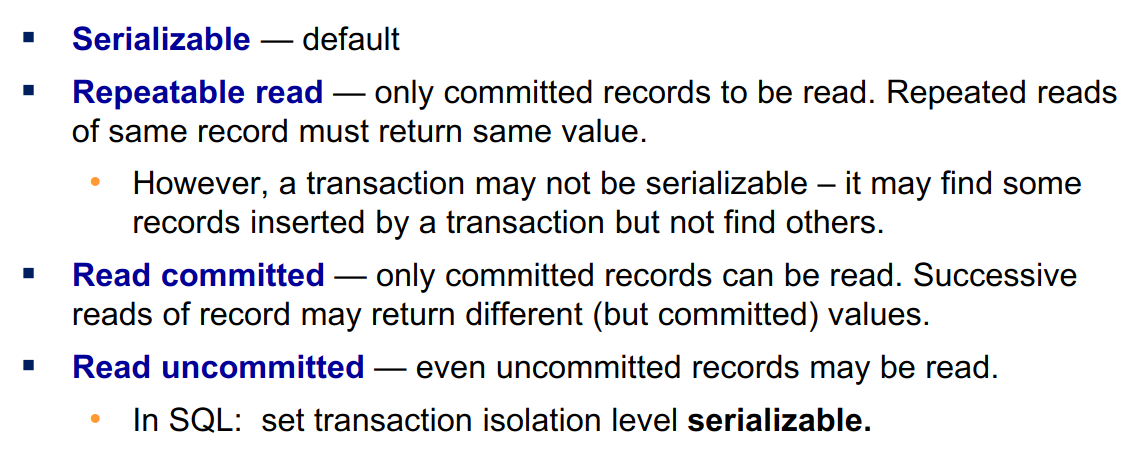 ▪ Serializable — default
▪ Repeatable read — only committed records to be read. Repeated reads
of same record must return same value.
• However, a transaction may not be serializable – it may find some
records inserted by a transaction but not find others.
▪ Read committed — only committed records can be read. Successive
reads of record may return different (but committed) values.
▪ Read uncommitted — even uncommitted records may be read.
• In SQL: set transaction isolation level serializable.